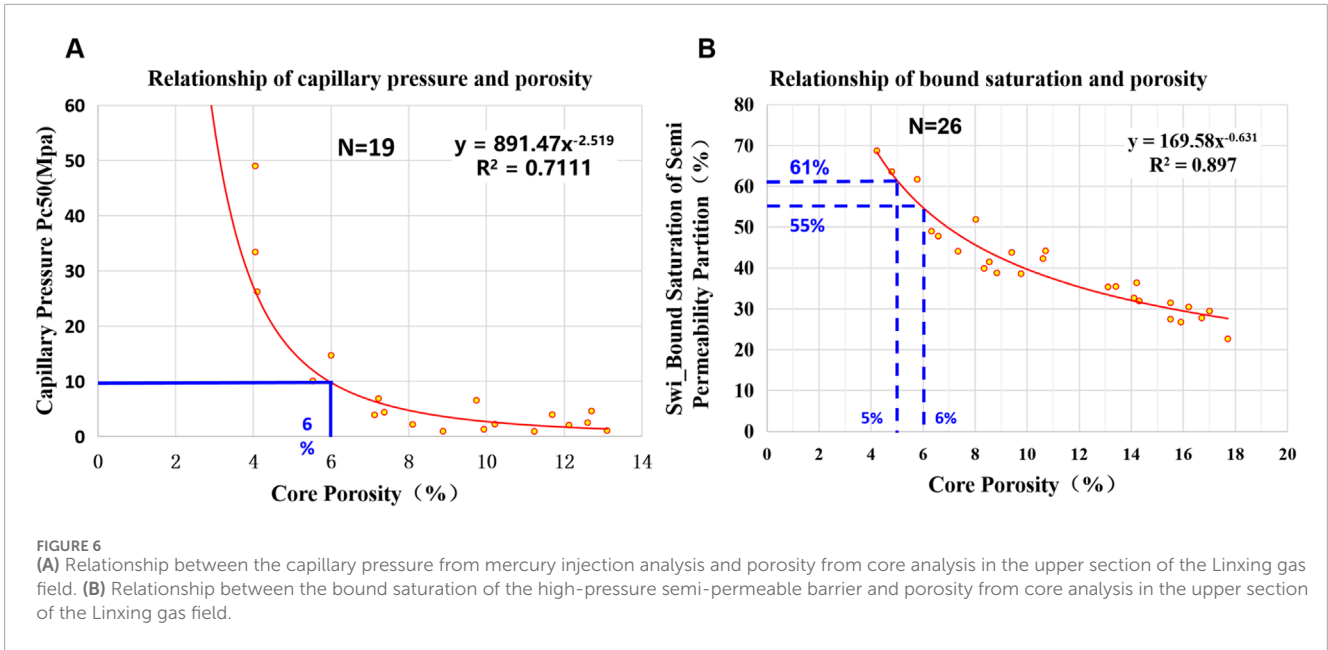 A
Relationship of capillary pressure and porosity
Capillary Pressure Pc50(Mpa)
60
50
40
30
20
10
0
N=19
y = 891.47x^-2.519
R² = 0.7111
6
%
0 2 4 6 8 10 12 14
Core Porosity（%）
B
Relationship of bound saturation and porosity
Swi_Bound Saturation of Semi
Permeability Partition（%）
80
70
60
50
40
30
20
10
0
N=26
y = 169.58x^-0.631
R² = 0.897
61%
55%
5% 6%
0 2 4 6 8 10 12 14 16 18 20
Core Porosity（%）
FIGURE 6
(A) Relationship between the capillary pressure from mercury injection analysis and porosity from core analysis in the upper section of the Linxing gas
field. (B) Relationship between the bound saturation of the high-pressure semi-permeable barrier and porosity from core analysis in the upper section
of the Linxing gas field.